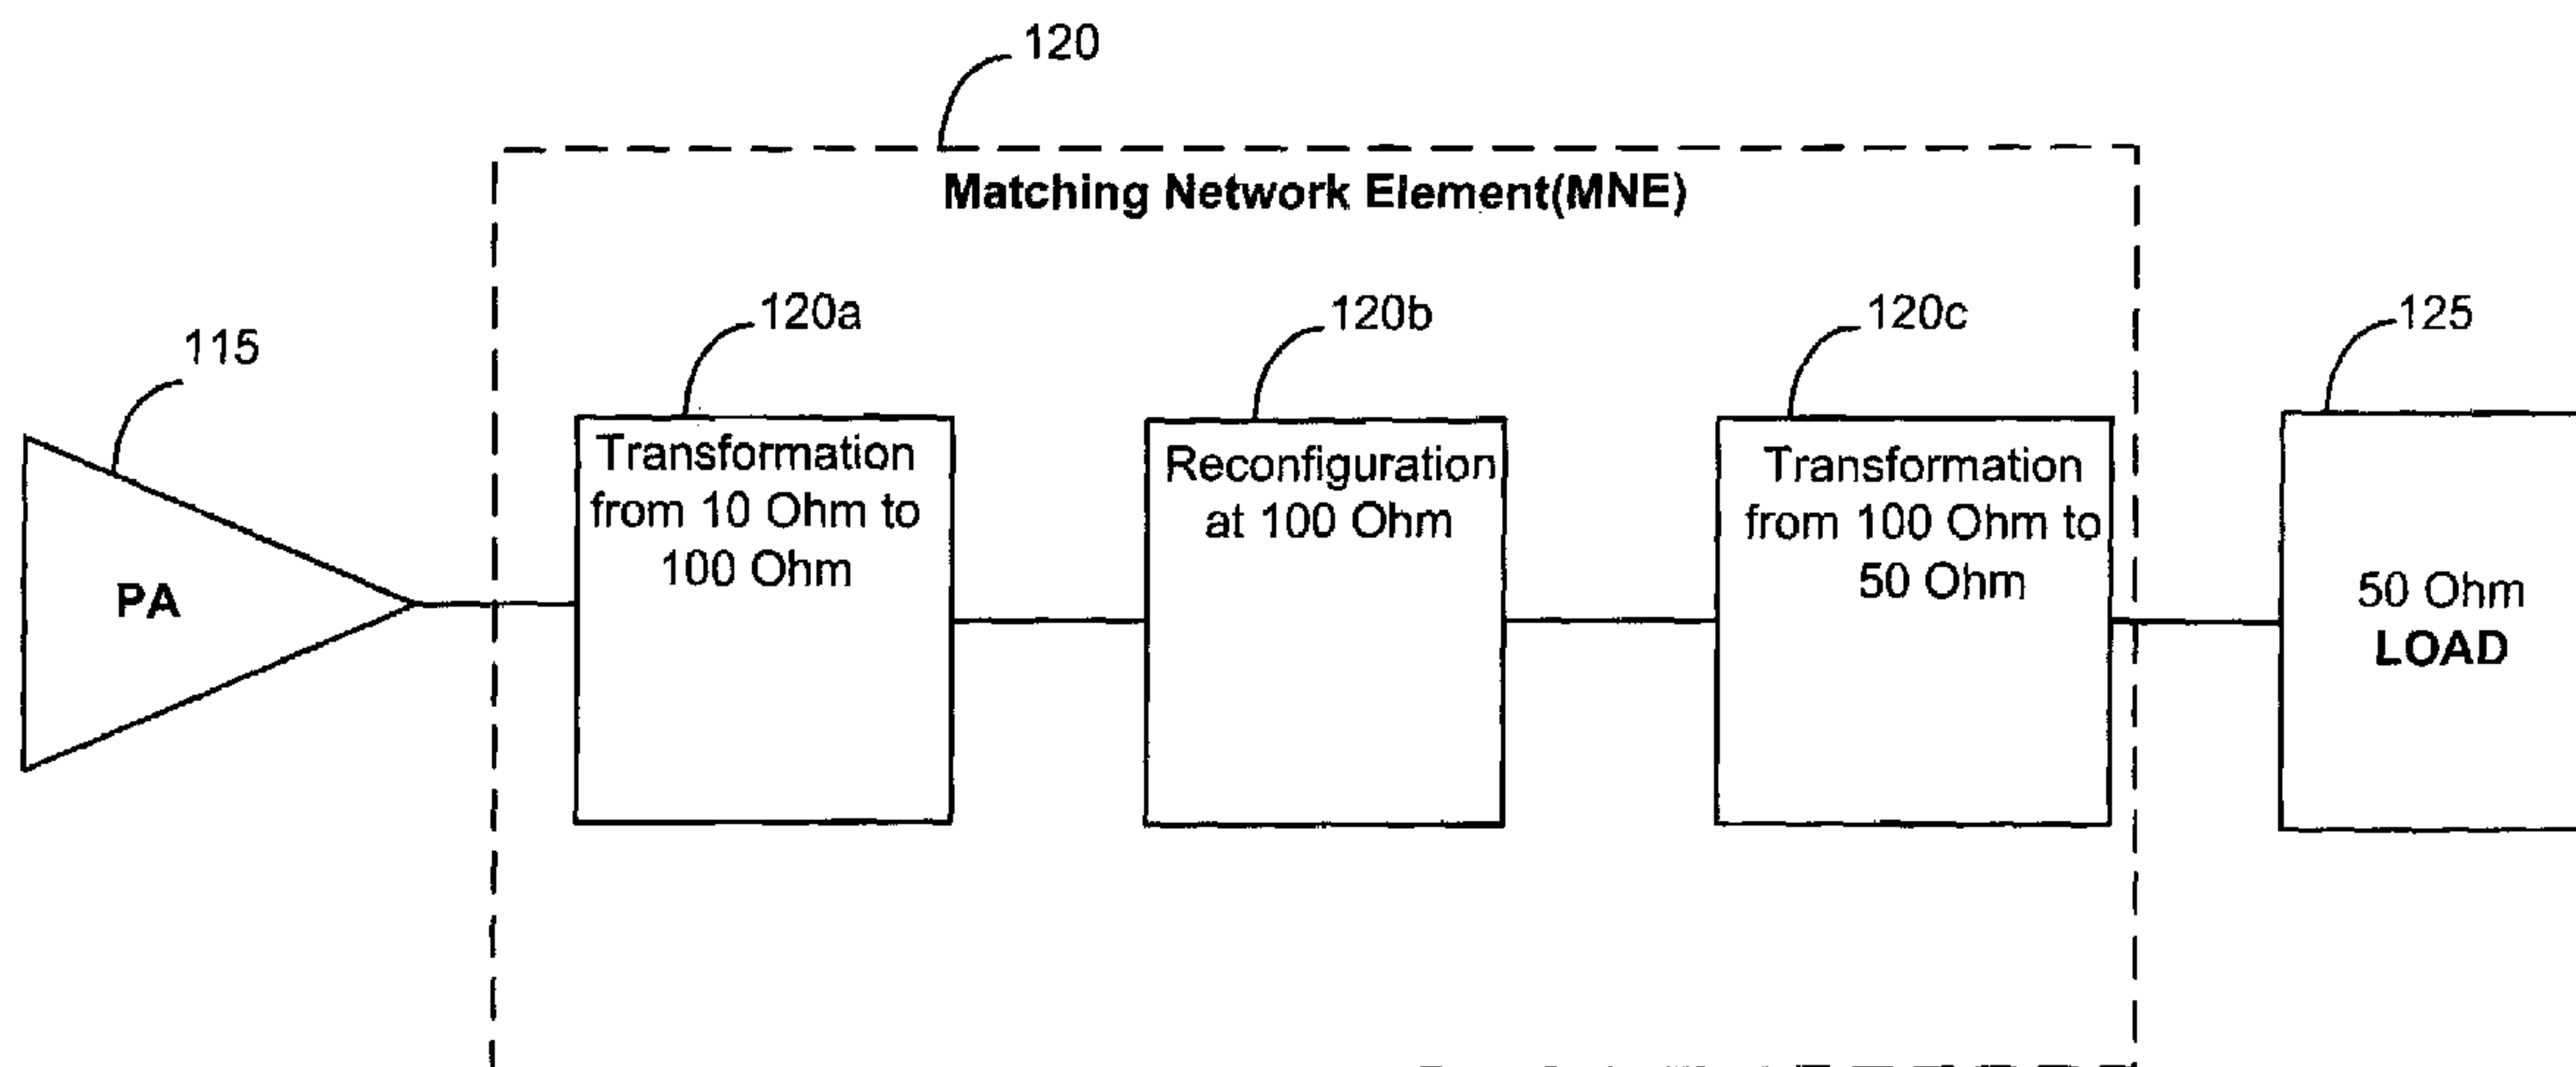 120
Matching Network Element(MNE)
115
120a
120b
120c
125
PA
Transformation
from 10 Ohm to
100 Ohm
Reconfiguration
at 100 Ohm
Transformation
from 100 Ohm to
50 Ohm
50 Ohm
LOAD